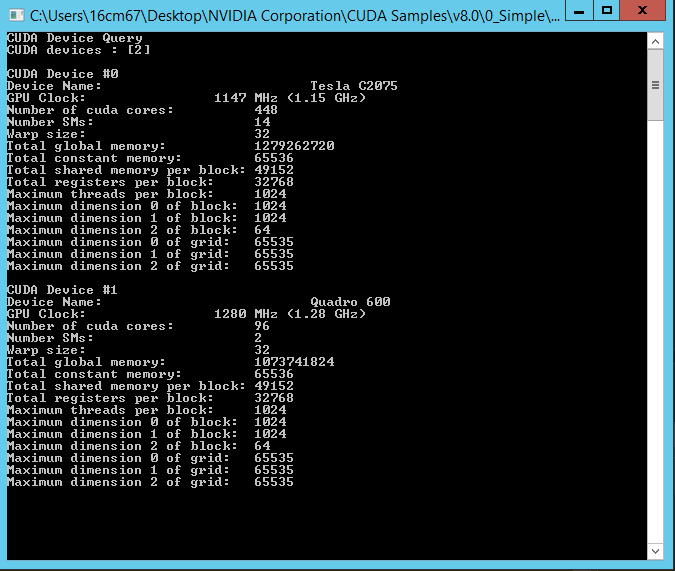 C:\Users\16cm67\Desktop\NVIDIA Corporation\CUDA Samples\v8.0\0_Simple\...
CUDA Device Query
CUDA devices : [2]
CUDA Device #0
Device Name: Tesla C2075
GPU Clock: 1147 MHz (1.15 GHz)
Number of cuda cores: 448
Number SMs: 14
Warp size: 32
Total global memory: 1279262720
Total constant memory: 65536
Total shared memory per block: 49152
Total registers per block: 32768
Maximum threads per block: 1024
Maximum dimension 0 of block: 1024
Maximum dimension 1 of block: 1024
Maximum dimension 2 of block: 64
Maximum dimension 0 of grid: 65535
Maximum dimension 1 of grid: 65535
Maximum dimension 2 of grid: 65535
CUDA Device #1
Device Name: Quadro 600
GPU Clock: 1280 MHz (1.28 GHz)
Number of cuda cores: 96
Number SMs: 2
Warp size: 32
Total global memory: 1073741824
Total constant memory: 65536
Total shared memory per block: 49152
Total registers per block: 32768
Maximum threads per block: 1024
Maximum dimension 0 of block: 1024
Maximum dimension 1 of block: 1024
Maximum dimension 2 of block: 64
Maximum dimension 0 of grid: 65535
Maximum dimension 1 of grid: 65535
Maximum dimension 2 of grid: 65535